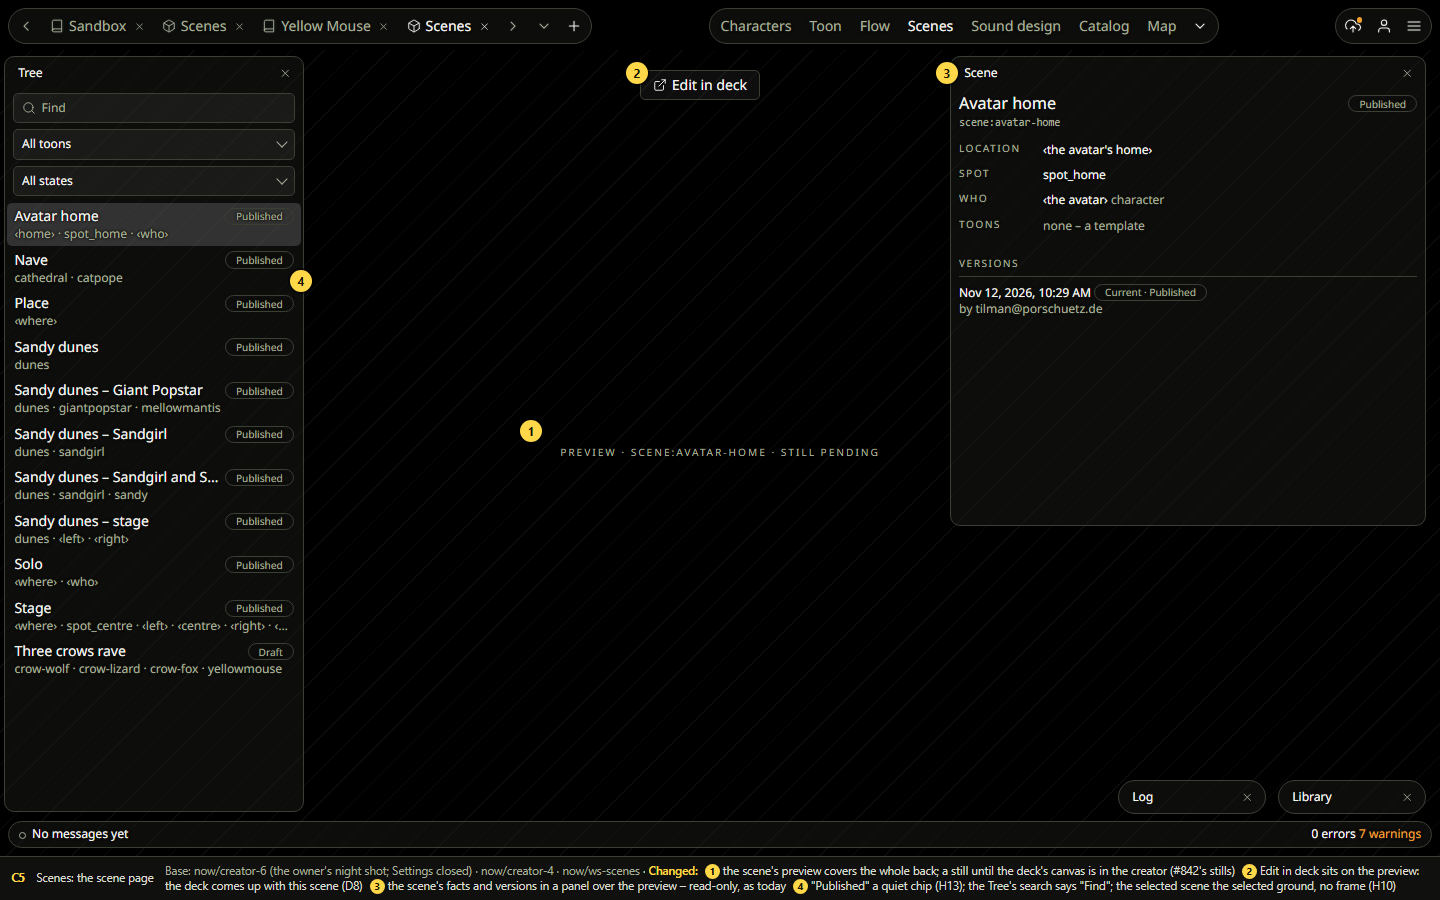 Sandbox
Scenes
Yellow Mouse
Scenes
Characters
Toon
Flow
Scenes
Sound design
Catalog
Map
Tree
Find
All toons
All states
Avatar home
Published
‹home› · spot_home · ‹who›
Nave
Published
cathedral · catpope
4
Place
Published
‹where›
Sandy dunes
Published
dunes
Sandy dunes – Giant Popstar
Published
dunes · giantpopstar · mellowmantis
Sandy dunes – Sandgirl
Published
dunes · sandgirl
Sandy dunes – Sandgirl and S...
Published
dunes · sandgirl · sandy
Sandy dunes – stage
Published
dunes · ‹left› · ‹right›
Solo
Published
‹where› · ‹who›
Stage
Published
‹where› · spot_centre · ‹left› · ‹centre› · ‹right› · ‹...
Three crows rave
Draft
crow-wolf · crow-lizard · crow-fox · yellowmouse
2
Edit in deck
1
PREVIEW · SCENE:AVATAR-HOME · STILL PENDING
3
Scene
Avatar home
Published
scene:avatar-home
LOCATION ‹the avatar's home›
SPOT spot_home
WHO ‹the avatar› character
TOONS none – a template
VERSIONS
Nov 12, 2026, 10:29 AM Current · Published
by tilman@porschuetz.de
Log
Library
No messages yet
0 errors 7 warnings
C5 Scenes: the scene page
Base: now/creator-6 (the owner's night shot; Settings closed) · now/creator-4 · now/ws-scenes · Changed: 1 the scene's preview covers the whole back; a still until the deck's canvas is in the creator (#842's stills) 2 Edit in deck sits on the preview:
the deck comes up with this scene (D8) 3 the scene's facts and versions in a panel over the preview – read-only, as today 4 "Published" a quiet chip (H13); the Tree's search says "Find"; the selected scene the selected ground, no frame (H10)